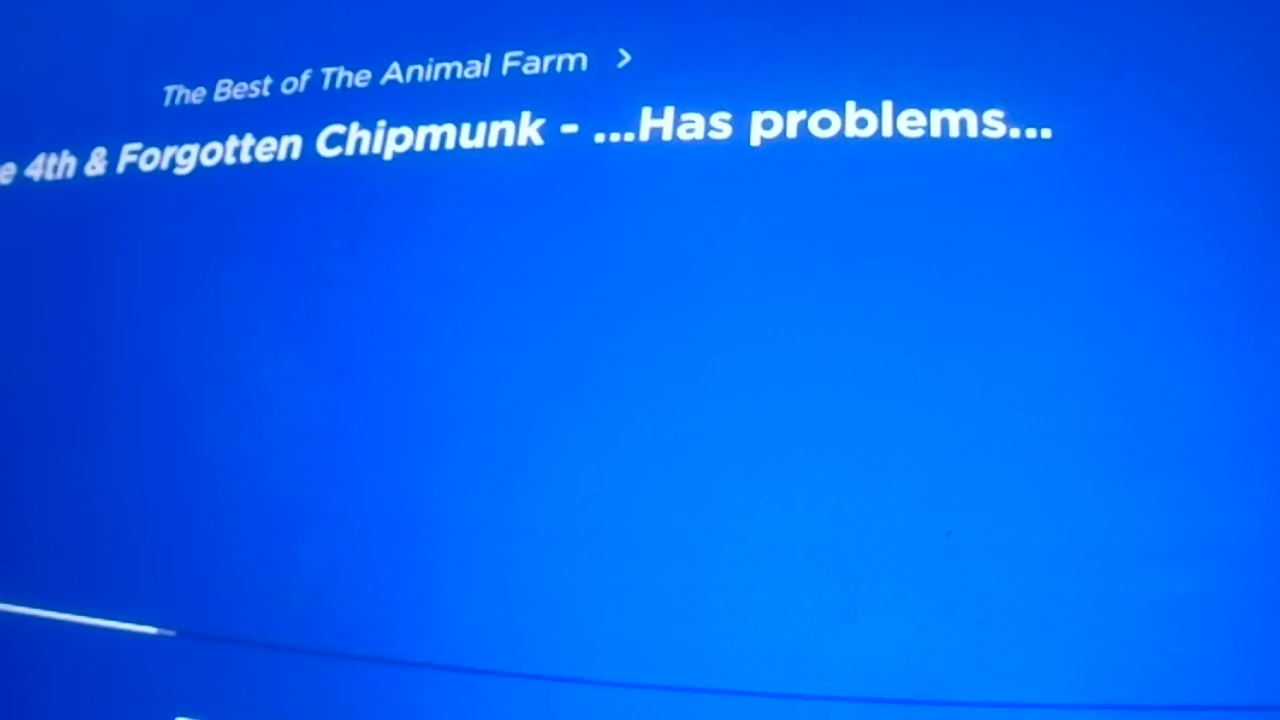 The Best of The Animal Farm >
e 4th & Forgotten Chipmunk - ...Has problems...